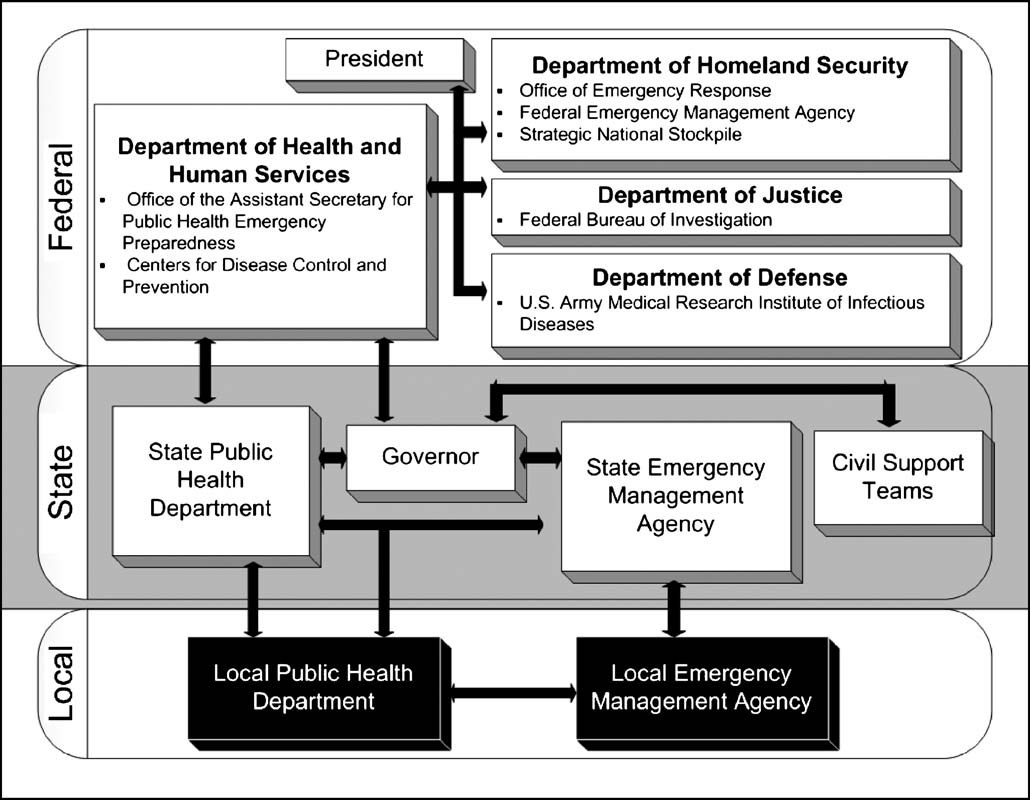 Federal
President
Department of Homeland Security
▪ Office of Emergency Response
▪ Federal Emergency Management Agency
▪ Strategic National Stockpile
Department of Health and
Human Services
▪ Office of the Assistant Secretary for
Public Health Emergency
Preparedness
▪ Centers for Disease Control and
Prevention
Department of Justice
▪ Federal Bureau of Investigation
Department of Defense
▪ U.S. Army Medical Research Institute of Infectious
Diseases
State
State Public
Health
Department
Governor
State Emergency
Management
Agency
Civil Support
Teams
Local
Local Public Health
Department
Local Emergency
Management Agency